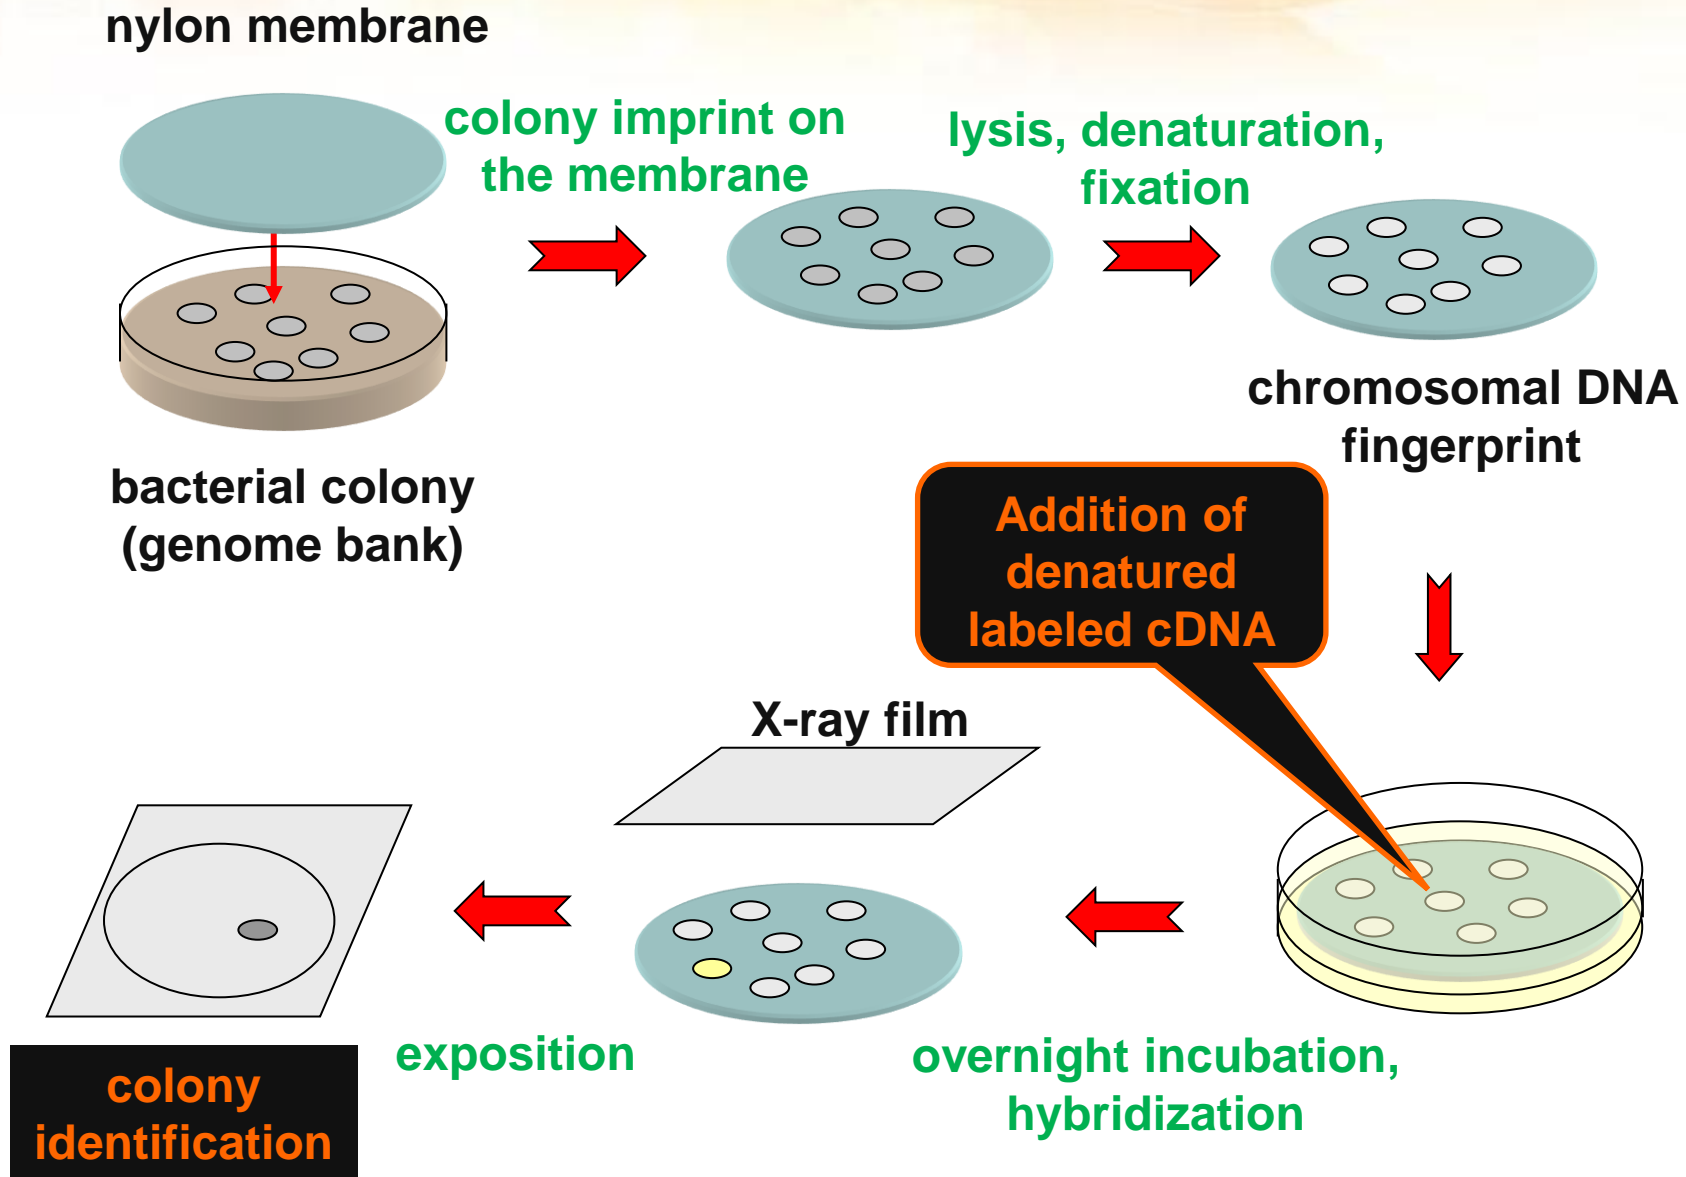 nylon membrane
colony imprint on
the membrane
lysis, denaturation,
fixation
bacterial colony
(genome bank)
chromosomal DNA
fingerprint
Addition of
denatured
labeled cDNA
X-ray film
overnight incubation,
hybridization
exposition
colony
identification